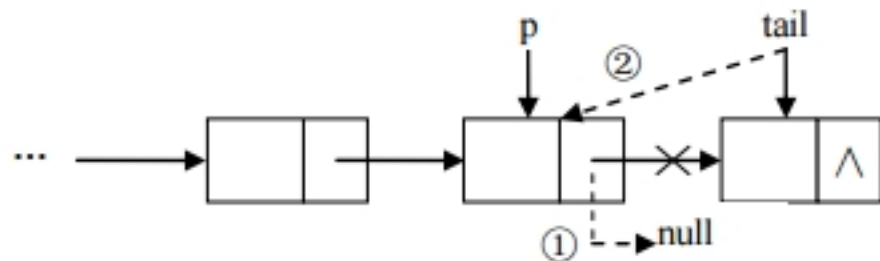 p tail
②
...
∧
① null